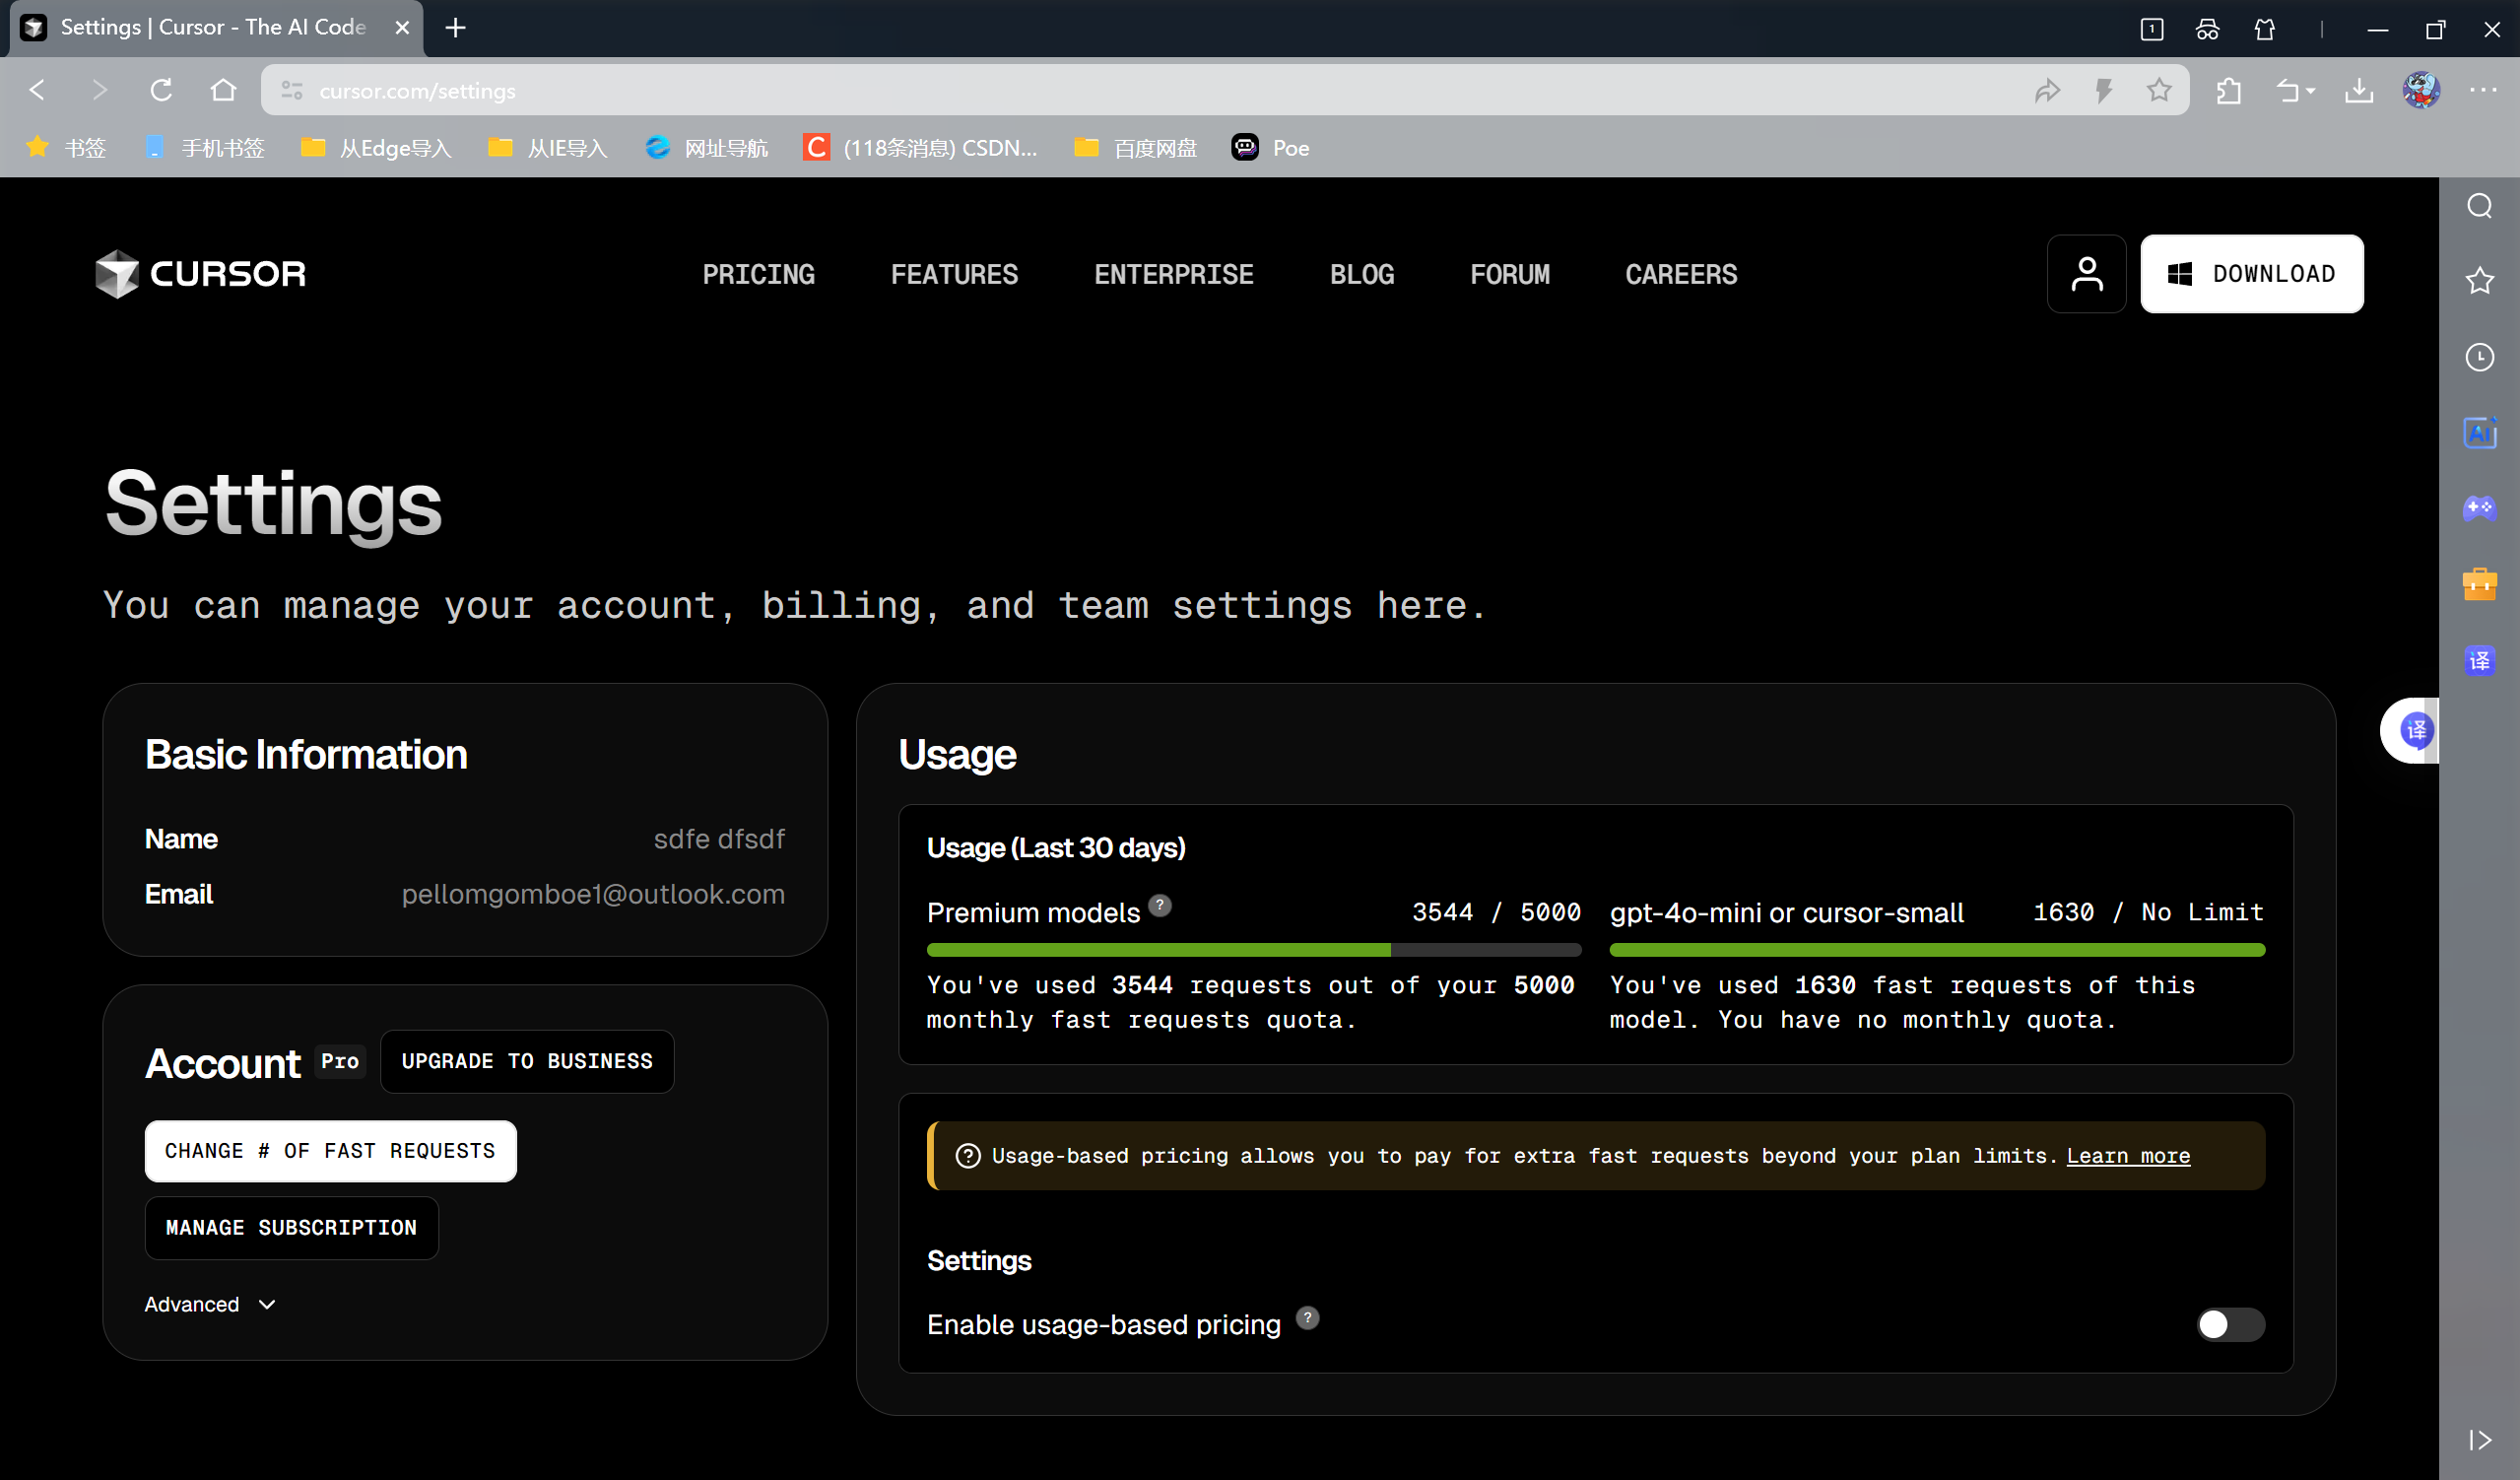 Settings | Cursor - The AI Code
1
cursor.com/settings
书签
手机书签
从Edge导入
从IE导入
网址导航
C
(118条消息) CSDN...
百度网盘
Poe
CURSOR
PRICING
FEATURES
ENTERPRISE
BLOG
FORUM
CAREERS
DOWNLOAD
AI
译
译
Settings
You can manage your account, billing, and team settings here.
Basic Information
Name
sdfe dfsdf
Email
pellomgomboe1@outlook.com
Account
Pro
UPGRADE TO BUSINESS
CHANGE # OF FAST REQUESTS
MANAGE SUBSCRIPTION
Advanced
Usage
Usage (Last 30 days)
Premium models ?
3544 / 5000
You've used 3544 requests out of your 5000
monthly fast requests quota.
gpt-4o-mini or cursor-small
1630 / No Limit
You've used 1630 fast requests of this
model. You have no monthly quota.
? Usage-based pricing allows you to pay for extra fast requests beyond your plan limits. Learn more
Settings
Enable usage-based pricing ?